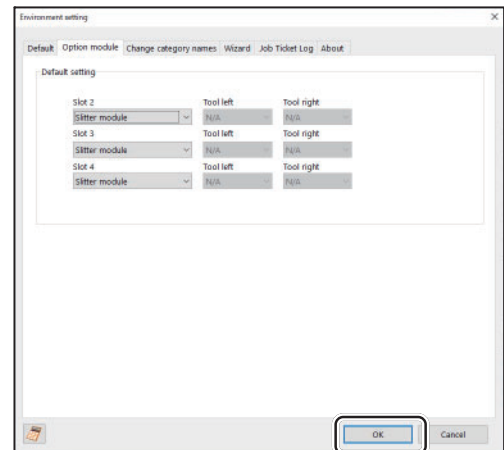 Environment setting
Default Option module Change category names Wizard Job Ticket Log About
Default setting
Slot 2 Tool left Tool right
Slitter module N/A N/A
Slot 3 Tool left Tool right
Slitter module N/A N/A
Slot 4 Tool left Tool right
Slitter module N/A N/A
OK Cancel